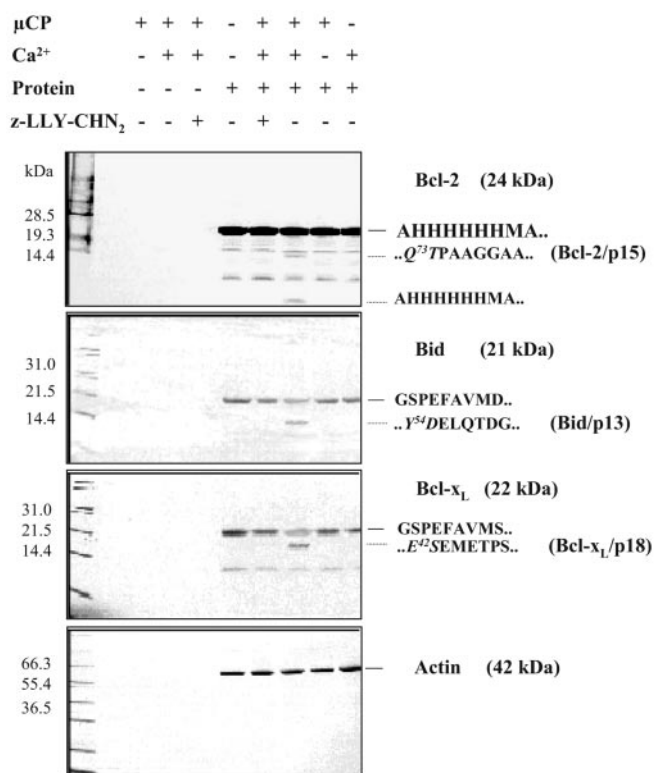 µCP + + + - + + + -
Ca²⁺ - + + - + + - +
Protein - - - + + + + +
z-LLY-CHN₂ - - + - + - - -
kDa
28.5
19.3
14.4
Bcl-2 (24 kDa)
AHHHHHHMA..
..Q⁷³TPAAGGAA.. (Bcl-2/p15)
AHHHHHHMA..
31.0
21.5
14.4
Bid (21 kDa)
GSPEFAVMD..
..Y⁵⁴DELQTDG.. (Bid/p13)
31.0
21.5
14.4
Bcl-x_L (22 kDa)
GSPEFAVMS..
..E⁴²SEMETPS.. (Bcl-x_L/p18)
66.3
55.4
36.5
Actin (42 kDa)